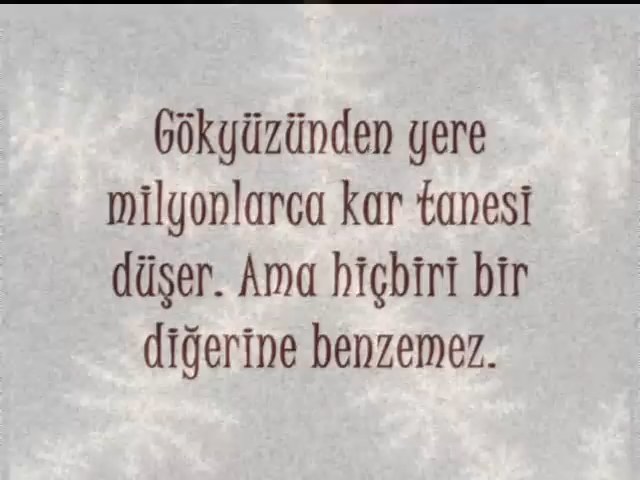 Gökyüzünden yere
milyonlarca kar tanesi
düşer. Ama hiçbiri bir
diğerine benzemez.